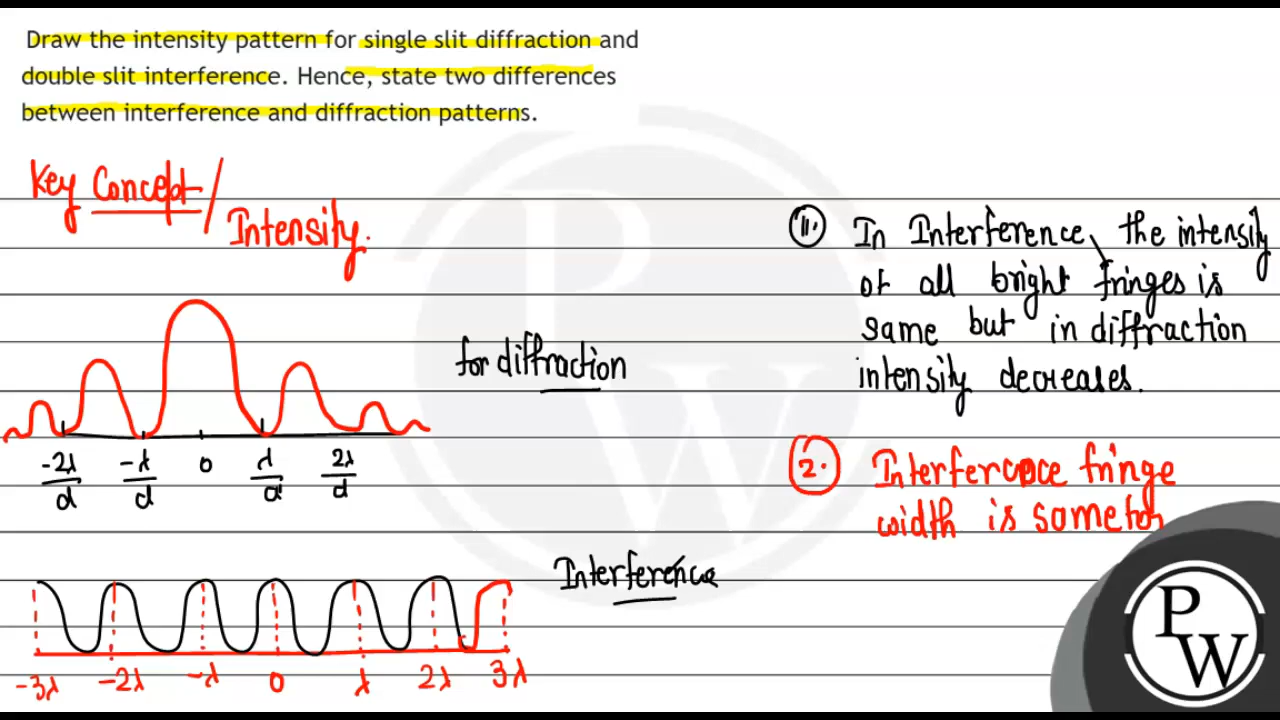 Draw the intensity pattern for single slit diffraction and
double slit interference. Hence, state two differences
between interference and diffraction patterns.
Key Concept/
Intensity.
for diffraction
-2λ/d -λ/d 0 λ/d 2λ/d
Interference
-3λ -2λ -λ 0 λ 2λ 3λ
(1). In Interference, the intensity
of all bright fringes is
same but in diffraction
intensity decreases.
(2.) Interference fringe
width is same for
P
W
P
W